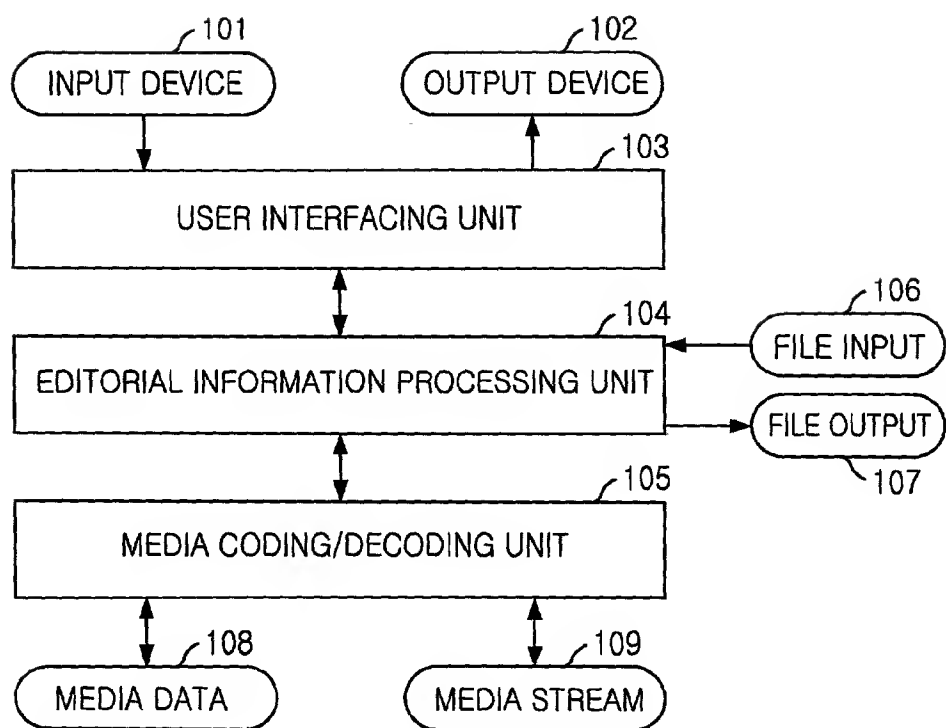 101
INPUT DEVICE
102
OUTPUT DEVICE
103
USER INTERFACING UNIT
104
EDITORIAL INFORMATION PROCESSING UNIT
106
FILE INPUT
FILE OUTPUT
107
105
MEDIA CODING/DECODING UNIT
108
MEDIA DATA
109
MEDIA STREAM